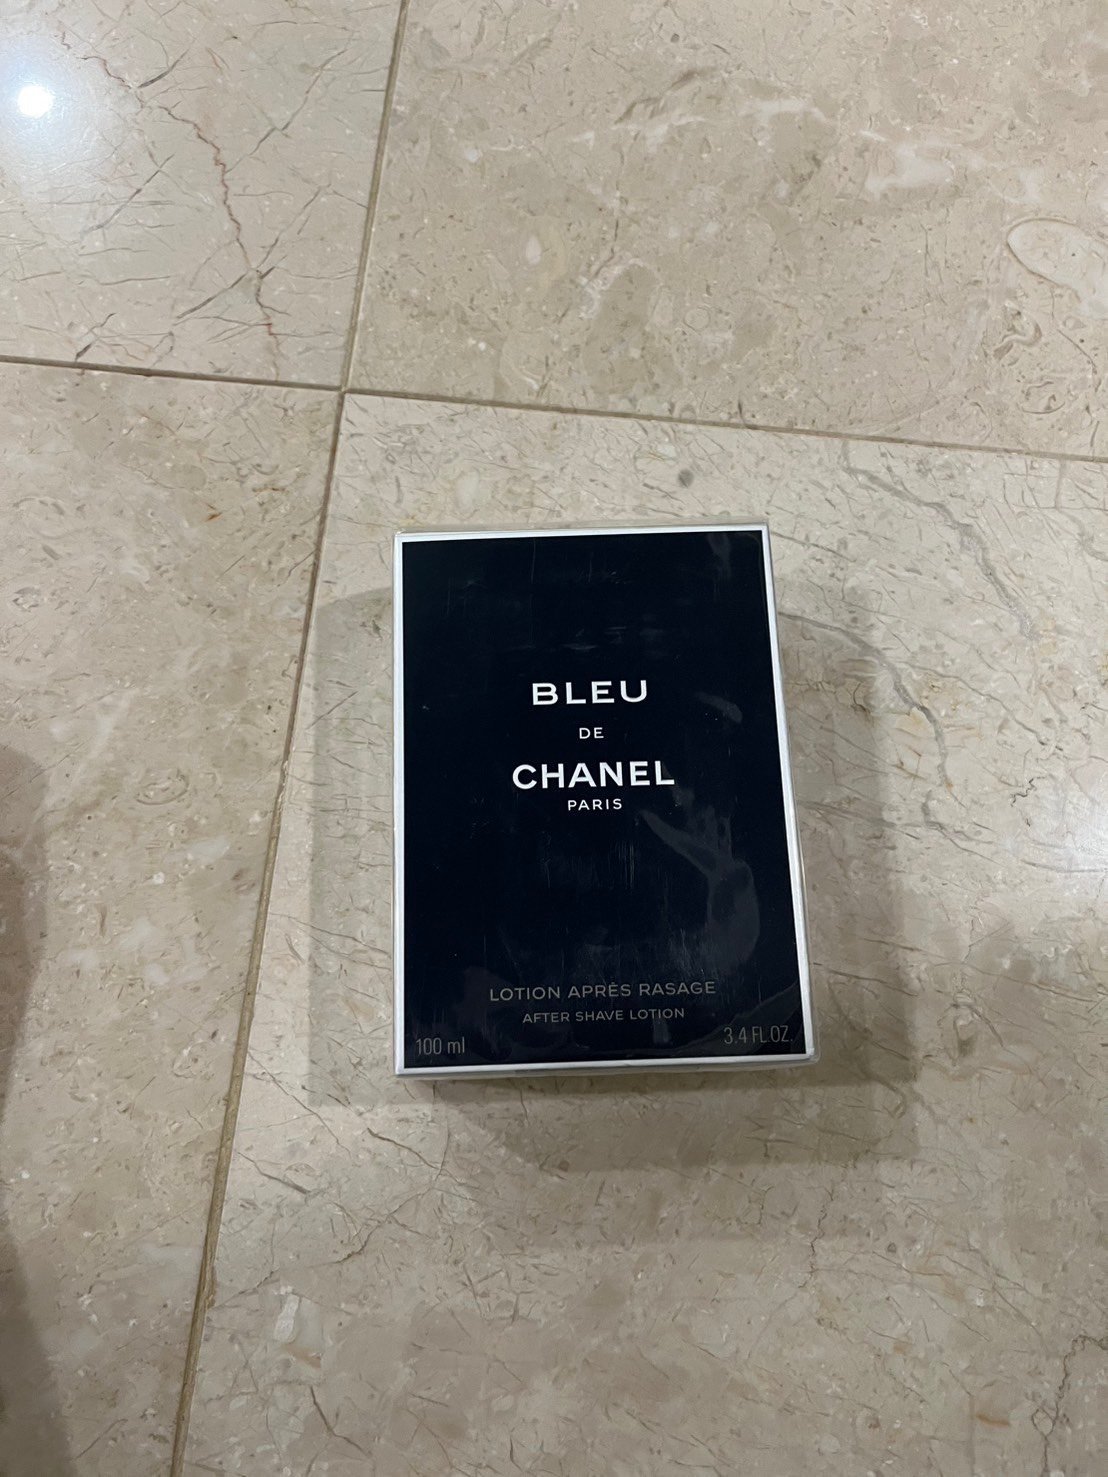 BLEU
DE
CHANEL
PARIS
LOTION APRÈS RASAGE
AFTER SHAVE LOTION
100 ml 3.4 FL.OZ.